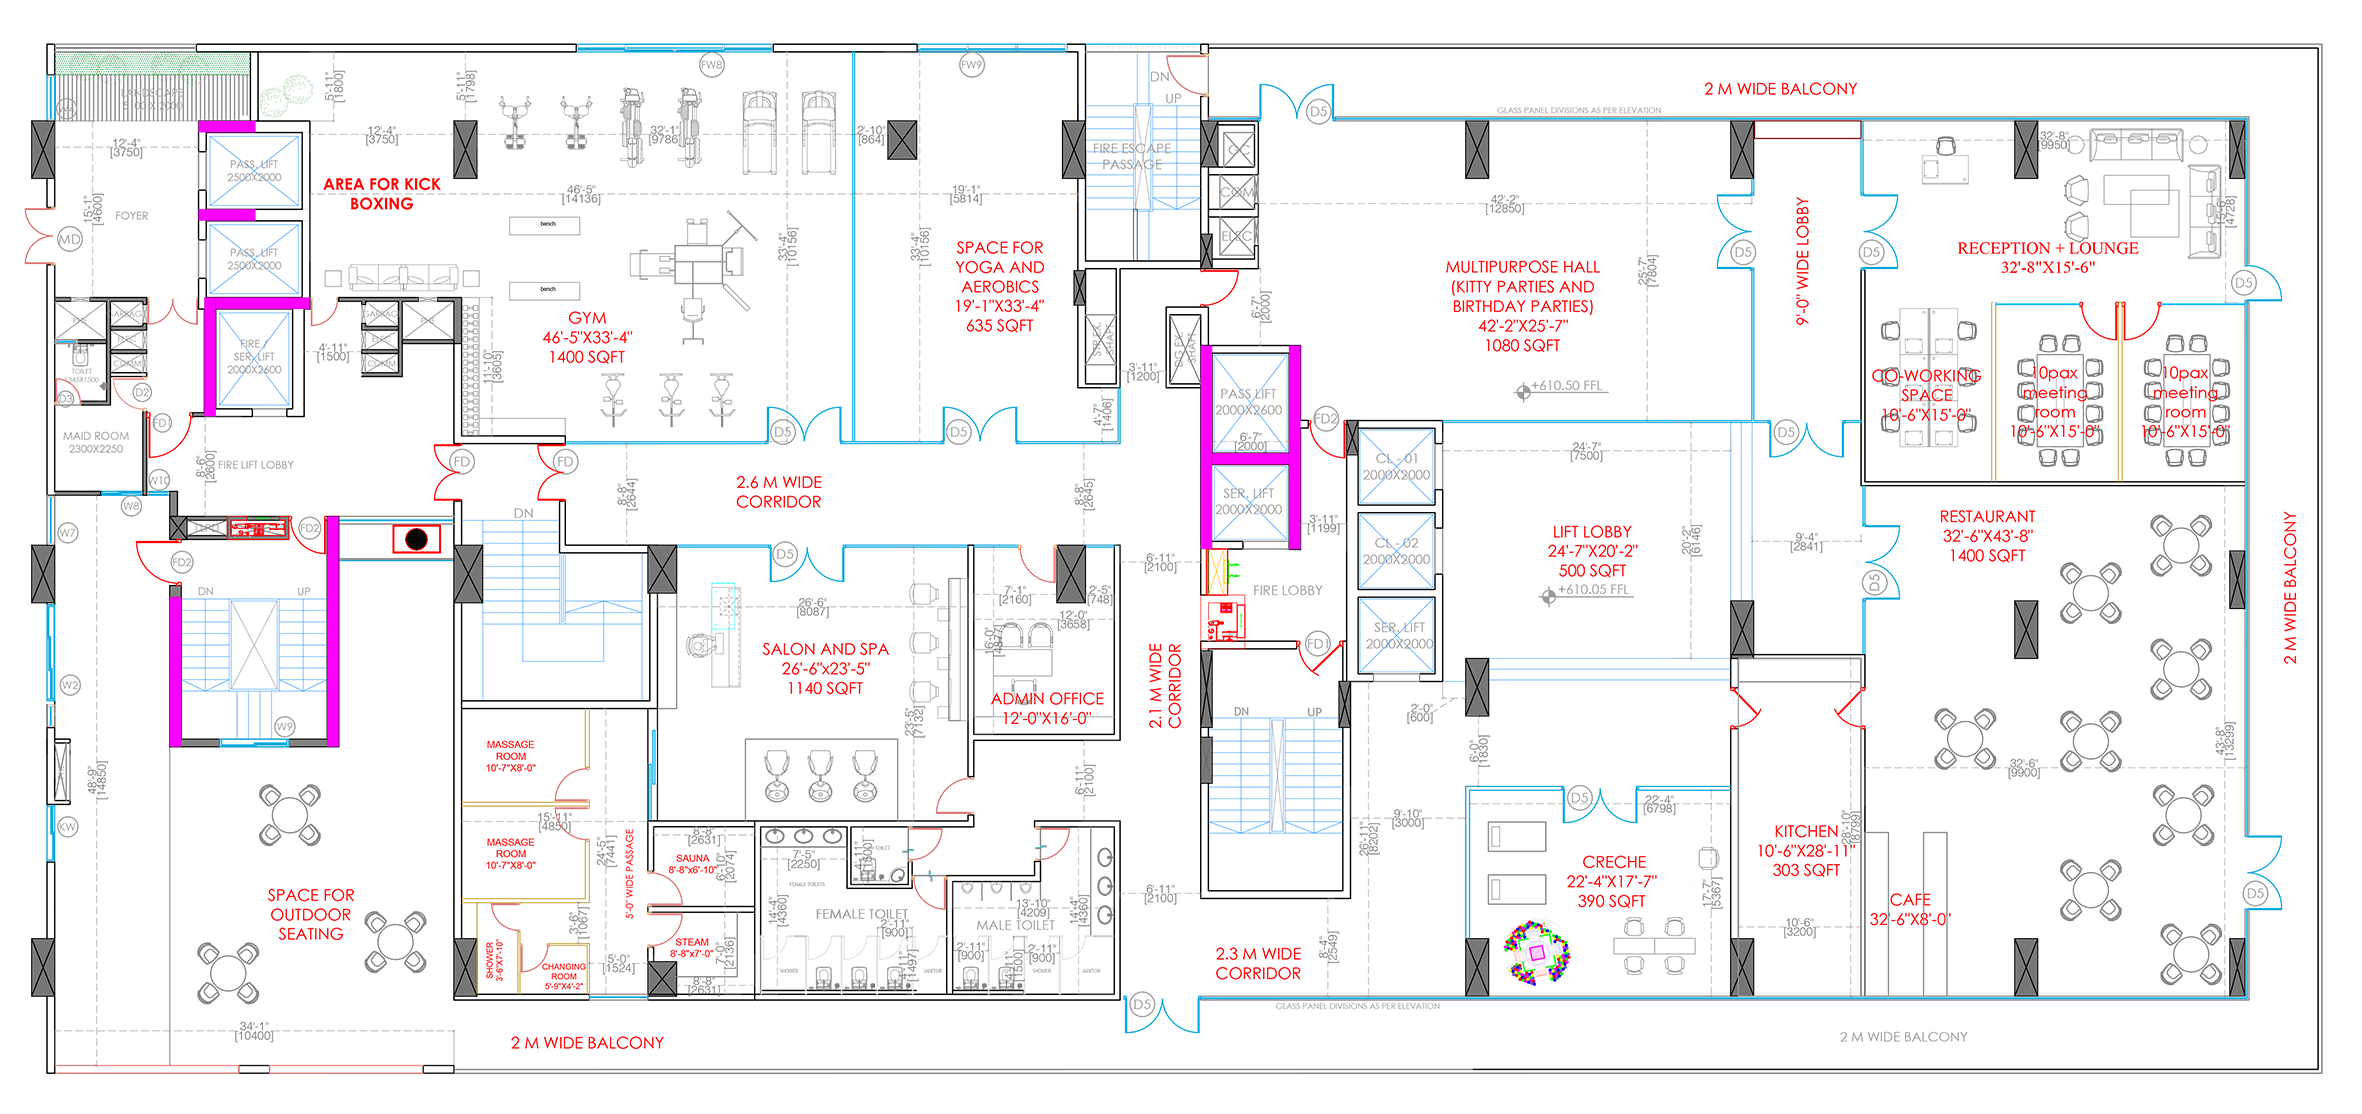 FW8
FW9
2 M WIDE BALCONY
GLASS PANEL DIVISIONS AS PER ELEVATION
LANDSCAPE
5'-11"
[1800]
5'-11"
[1798]
12'-4"
[3750]
12'-4"
[3750]
32'-1"
[9786]
2'-10"
[864]
32'-8"
[9950]
DN
UP
FIRE ESCAPE
PASSAGE
D5
PASS. LIFT
2500X2000
PASS. LIFT
2500X2000
AREA FOR KICK
BOXING
FOYER
15'-1"
[4600]
MD
46'-5"
[14136]
19'-1"
[5814]
42'-2"
[12850]
bench
bench
33'-4"
[10156]
33'-4"
[10156]
25'-7"
[7804]
COM
ELEC
SPACE FOR
YOGA AND
AEROBICS
19'-1"X33'-4"
635 SQFT
GYM
46'-5"X33'-4"
1400 SQFT
MULTIPURPOSE HALL
(KITTY PARTIES AND
BIRTHDAY PARTIES)
42'-2"X25'-7"
1080 SQFT
9'-0" WIDE LOBBY
D5
D5
D5
RECEPTION + LOUNGE
32'-8"X15'-6"
15'-6"
[4728]
CO-WORKING
SPACE
10'-6"X15'-0"
10pax
meeting
room
10'-6"X15'-0"
10pax
meeting
room
10'-6"X15'-0"
FIRE /
SER. LIFT
2000X2600
4'-11"
[1500]
11'-10"
[3605]
TOILET
1345X1500
D3
D2
FD1
MAID ROOM
2300X2250
FIRE LIFT LOBBY
8'-6"
[2600]
W10
W8
W7
6'-7"
[2000]
3'-11"
[1200]
4'-7"
[1406]
+610.50 FFL
PASS LIFT
2000X2600
6'-7"
[2000]
SER. LIFT
2000X2000
FD2
D5
D5
D5
FD
FD
2.6 M WIDE
CORRIDOR
8'-8"
[2644]
8'-8"
[2645]
CL - 01
2000X2000
CL - 02
2000X2000
SER. LIFT
2000X2000
3'-11"
[1199]
24'-7"
[7500]
20'-2"
[6146]
LIFT LOBBY
24'-7"X20'-2"
500 SQFT
+610.05 FFL
9'-4"
[2841]
D5
RESTAURANT
32'-6"X43'-8"
1400 SQFT
2 M WIDE BALCONY
FD2
FD2
DN
UP
W9
W2
KW
DN
D5
26'-6"
[8087]
SALON AND SPA
26'-6"x23'-5"
1140 SQFT
23'-5"
[7132]
7'-1"
[2160]
2'-5"
[748]
12'-0"
[3658]
16'-0"
[4877]
ADMIN OFFICE
12'-0"X16'-0"
6'-11"
[2100]
2.1 M WIDE
CORRIDOR
FIRE LOBBY
FD1
DN
UP
2'-0"
[600]
6'-0"
[1830]
48'-9"
[14850]
MASSAGE
ROOM
10'-7"X8'-0"
15'-11"
[4850]
MASSAGE
ROOM
10'-7"X8'-0"
24'-5"
[7441]
5'-0" WIDE PASSAGE
8'-8"
[2631]
SAUNA
8'-8"x6'-10"
6'-10"
[2074]
STEAM
8'-8"x7'-0"
7'-0"
[2136]
8'-8"
[2631]
3'-6"
[1067]
5'-0"
[1524]
SHOWER
3'-6"X7'-10"
CHANGING
ROOM
5'-9"X4'-2"
7'-5"
[2250]
4'-11"
[1500]
FEMALE TOILETS
FEMALE TOILET
14'-4"
[4360]
2'-11"
[900]
4'-11"
[1497]
SHOWER
JANITOR
13'-10"
[4209]
MALE TOILET
14'-4"
[4360]
2'-11"
[900]
2'-11"
[900]
4'-11"
[1500]
SHOWER
JANITOR
6'-11"
[2100]
6'-11"
[2100]
2.3 M WIDE
CORRIDOR
8'-4"
[2549]
26'-11"
[8202]
9'-10"
[3000]
D5
22'-4"
[6798]
CRECHE
22'-4"X17'-7"
390 SQFT
17'-7"
[5367]
KITCHEN
10'-6"X28'-11"
303 SQFT
28'-10"
[8799]
10'-6"
[3200]
CAFE
32'-6"X8'-0"
32'-6"
[9900]
43'-8"
[13299]
D5
D5
SPACE FOR
OUTDOOR
SEATING
34'-1"
[10400]
2 M WIDE BALCONY
D5
GLASS PANEL DIVISIONS AS PER ELEVATION
2 M WIDE BALCONY